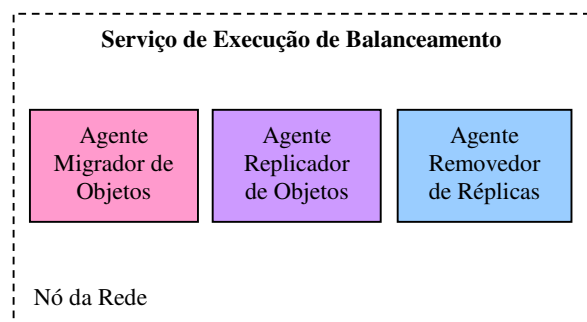 Serviço de Execução de Balanceamento
Agente
Migrador de
Objetos
Agente
Replicador
de Objetos
Agente
Removedor
de Réplicas
Nó da Rede